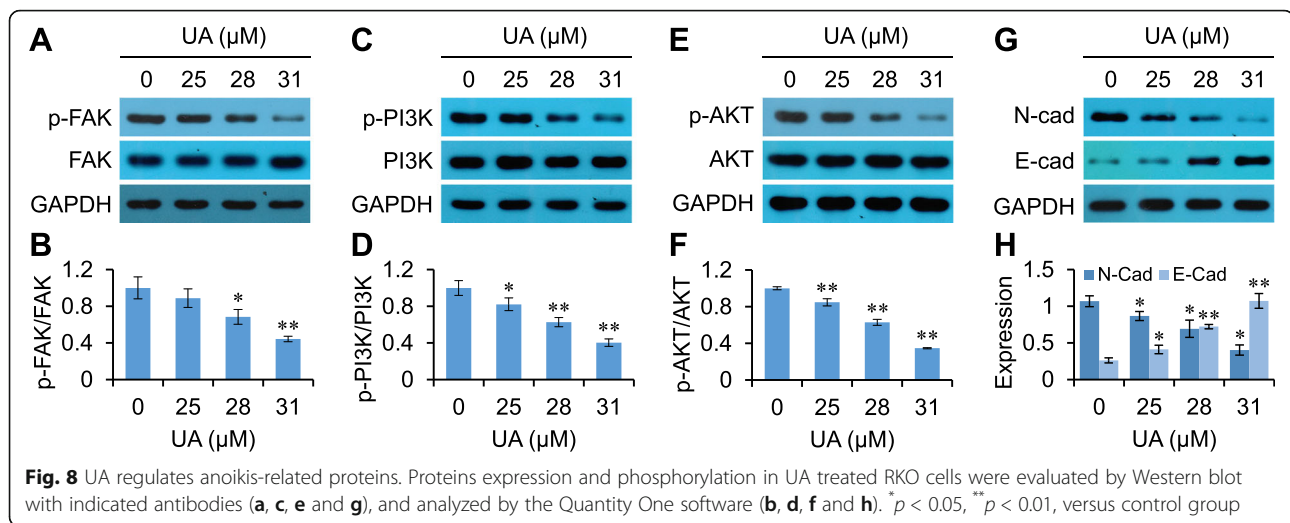 A C E G
UA (µM) UA (µM) UA (µM) UA (µM)
0 25 28 31 0 25 28 31 0 25 28 31 0 25 28 31
p-FAK p-PI3K p-AKT N-cad
FAK PI3K AKT E-cad
GAPDH GAPDH GAPDH GAPDH
B
p-FAK/FAK
1.2
0.8
0.4
0
* **
0 25 28 31
UA (µM)
D
p-PI3K/PI3K
1.2
0.8
0.4
0
* ** **
0 25 28 31
UA (µM)
F
p-AKT/AKT
1.2
0.8
0.4
0
** ** **
0 25 28 31
UA (µM)
H
N-Cad E-Cad
Expression
1.5
1
0.5
0
* * * ** * **
0 25 28 31
UA (µM)
Fig. 8 UA regulates anoikis-related proteins. Proteins expression and phosphorylation in UA treated RKO cells were evaluated by Western blot
with indicated antibodies (a, c, e and g), and analyzed by the Quantity One software (b, d, f and h). *p < 0.05, **p < 0.01, versus control group